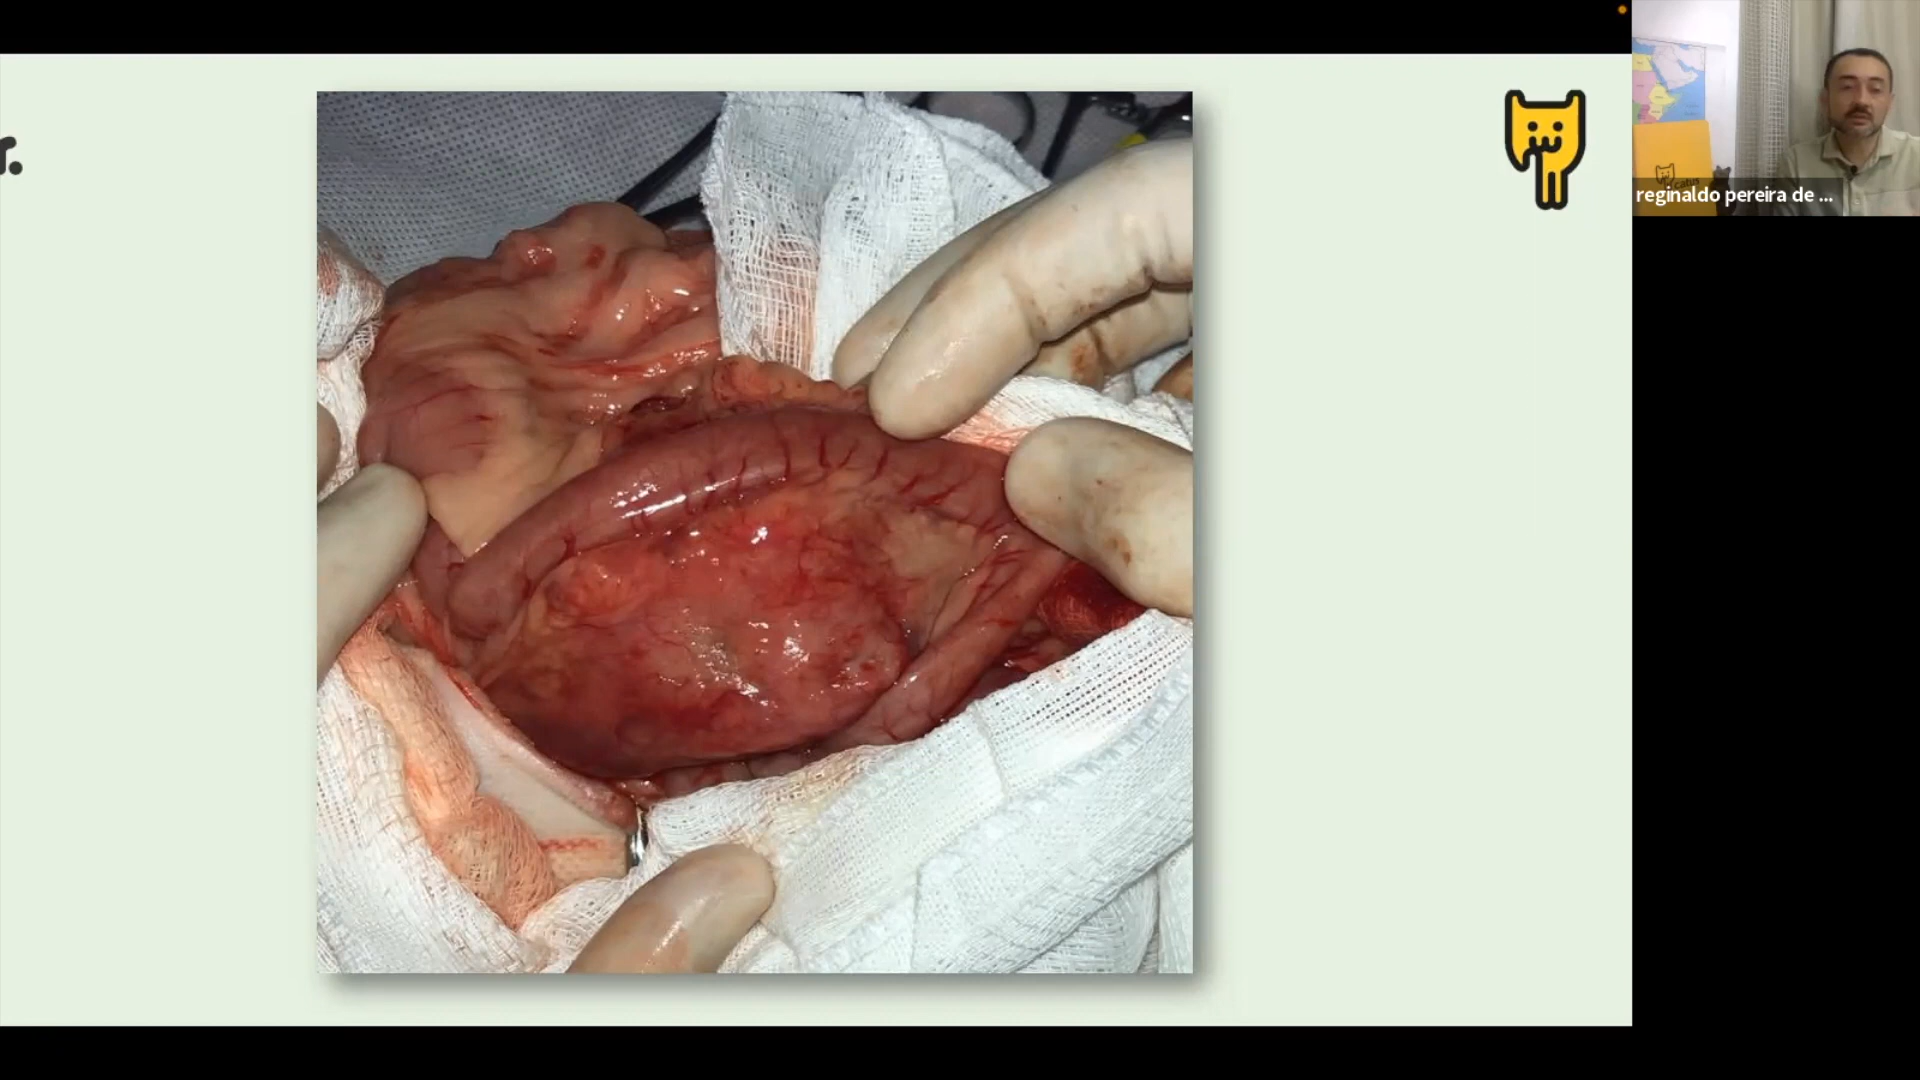 r.
reginaldo pereira de ...